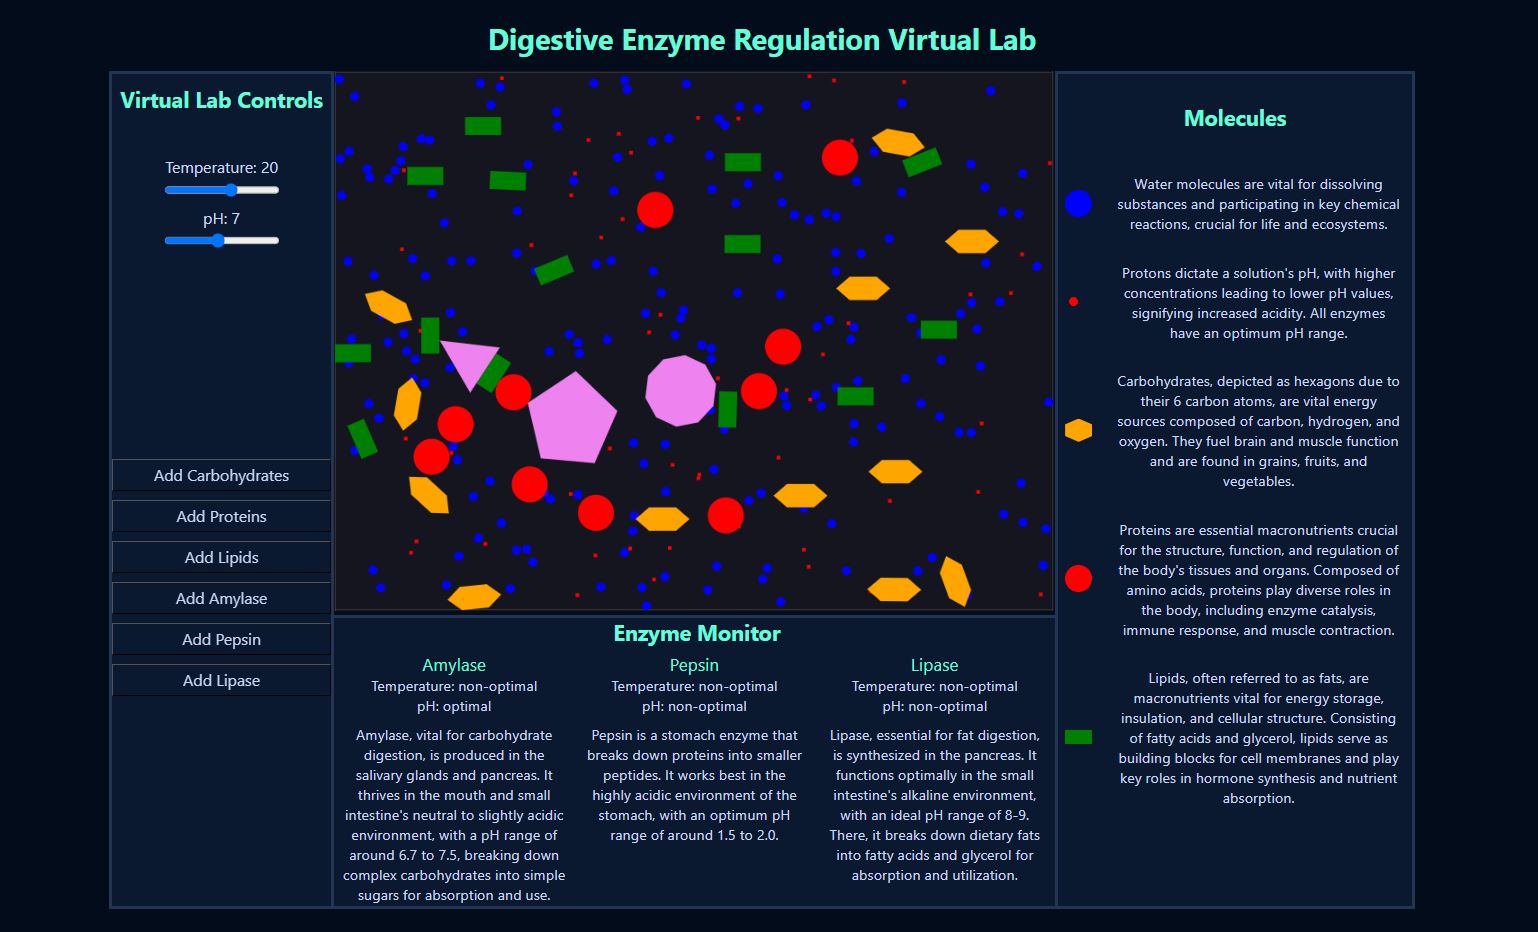 Digestive Enzyme Regulation Virtual Lab
Virtual Lab Controls
Temperature: 20
pH: 7
Add Carbohydrates
Add Proteins
Add Lipids
Add Amylase
Add Pepsin
Add Lipase
Enzyme Monitor
Amylase
Temperature: non-optimal
pH: optimal
Amylase, vital for carbohydrate
digestion, is produced in the
salivary glands and pancreas. It
thrives in the mouth and small
intestine's neutral to slightly acidic
environment, with a pH range of
around 6.7 to 7.5, breaking down
complex carbohydrates into simple
sugars for absorption and use.
Pepsin
Temperature: non-optimal
pH: non-optimal
Pepsin is a stomach enzyme that
breaks down proteins into smaller
peptides. It works best in the
highly acidic environment of the
stomach, with an optimum pH
range of around 1.5 to 2.0.
Lipase
Temperature: non-optimal
pH: non-optimal
Lipase, essential for fat digestion,
is synthesized in the pancreas. It
functions optimally in the small
intestine's alkaline environment,
with an ideal pH range of 8-9.
There, it breaks down dietary fats
into fatty acids and glycerol for
absorption and utilization.
Molecules
Water molecules are vital for dissolving
substances and participating in key chemical
reactions, crucial for life and ecosystems.
Protons dictate a solution's pH, with higher
concentrations leading to lower pH values,
signifying increased acidity. All enzymes
have an optimum pH range.
Carbohydrates, depicted as hexagons due to
their 6 carbon atoms, are vital energy
sources composed of carbon, hydrogen, and
oxygen. They fuel brain and muscle function
and are found in grains, fruits, and
vegetables.
Proteins are essential macronutrients crucial
for the structure, function, and regulation of
the body's tissues and organs. Composed of
amino acids, proteins play diverse roles in
the body, including enzyme catalysis,
immune response, and muscle contraction.
Lipids, often referred to as fats, are
macronutrients vital for energy storage,
insulation, and cellular structure. Consisting
of fatty acids and glycerol, lipids serve as
building blocks for cell membranes and play
key roles in hormone synthesis and nutrient
absorption.